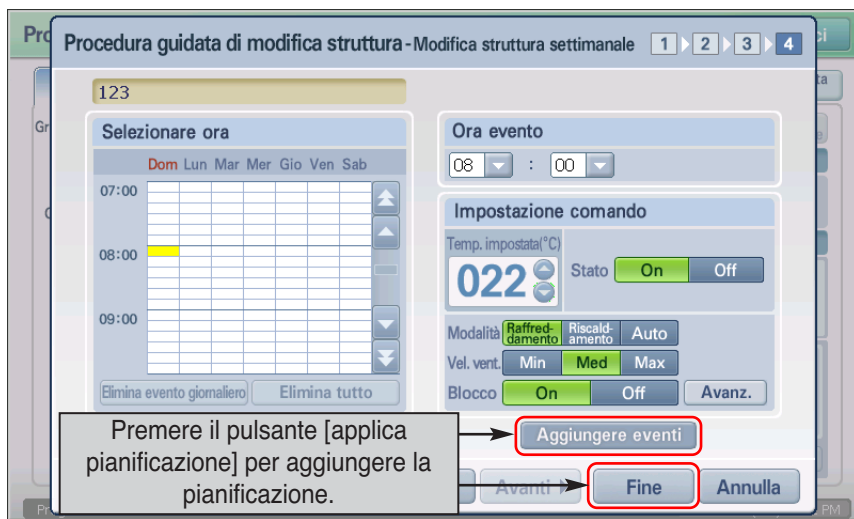 Procedura guidata di modifica struttura-Modifica struttura settimanale 1 2 3 4
123
Selezionare ora
Dom Lun Mar Mer Gio Ven Sab
07:00
08:00
09:00
Elimina evento giornaliero Elimina tutto
Ora evento
08 : 00
Impostazione comando
Temp. impostata(°C)
022
Stato On Off
Modalità Raffred-damento Riscald-amento Auto
Vel. vent. Min Med Max
Blocco On Off Avanz.
Aggiungere eventi
Premere il pulsante [applica
pianificazione] per aggiungere la
pianificazione.
Avanti Fine Annulla
PM